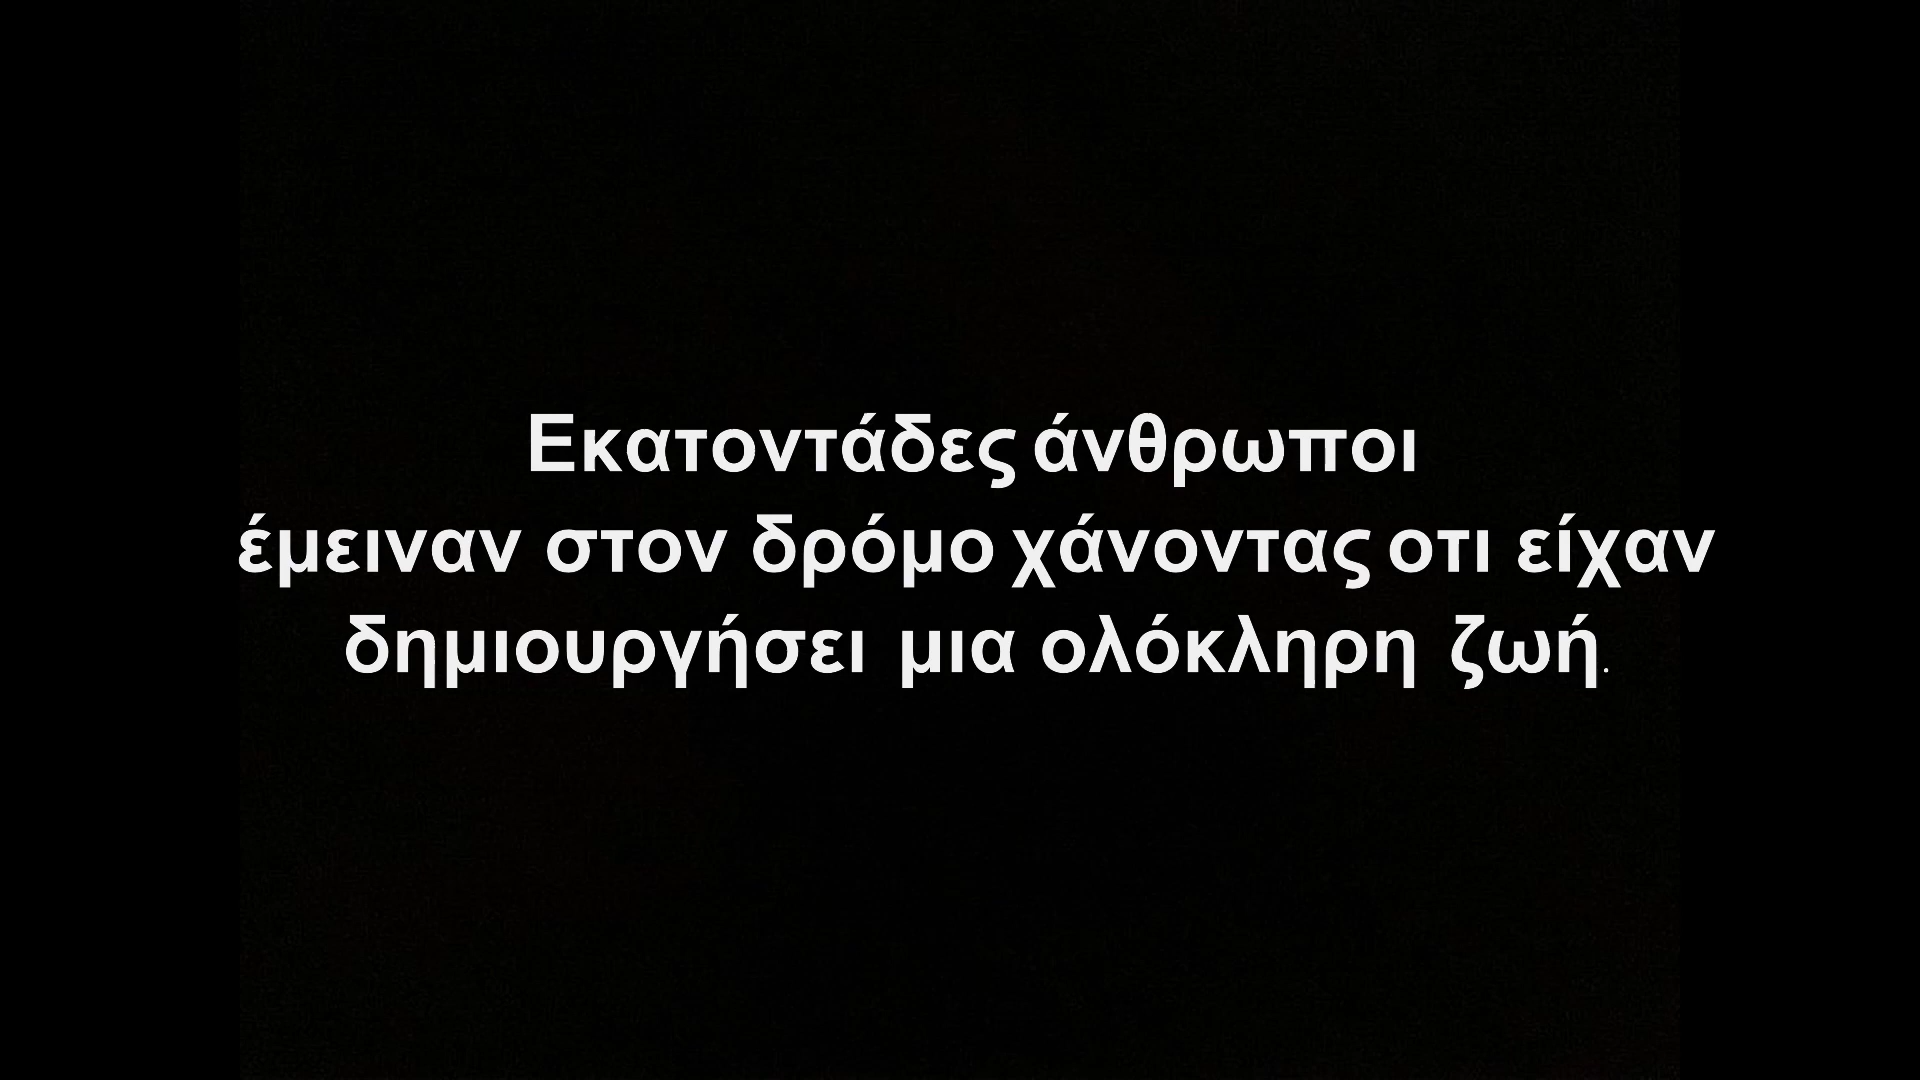 Εκατοντάδες άνθρωποι
έμειναν στον δρόμο χάνοντας οτι είχαν
δημιουργήσει μια ολόκληρη ζωή.